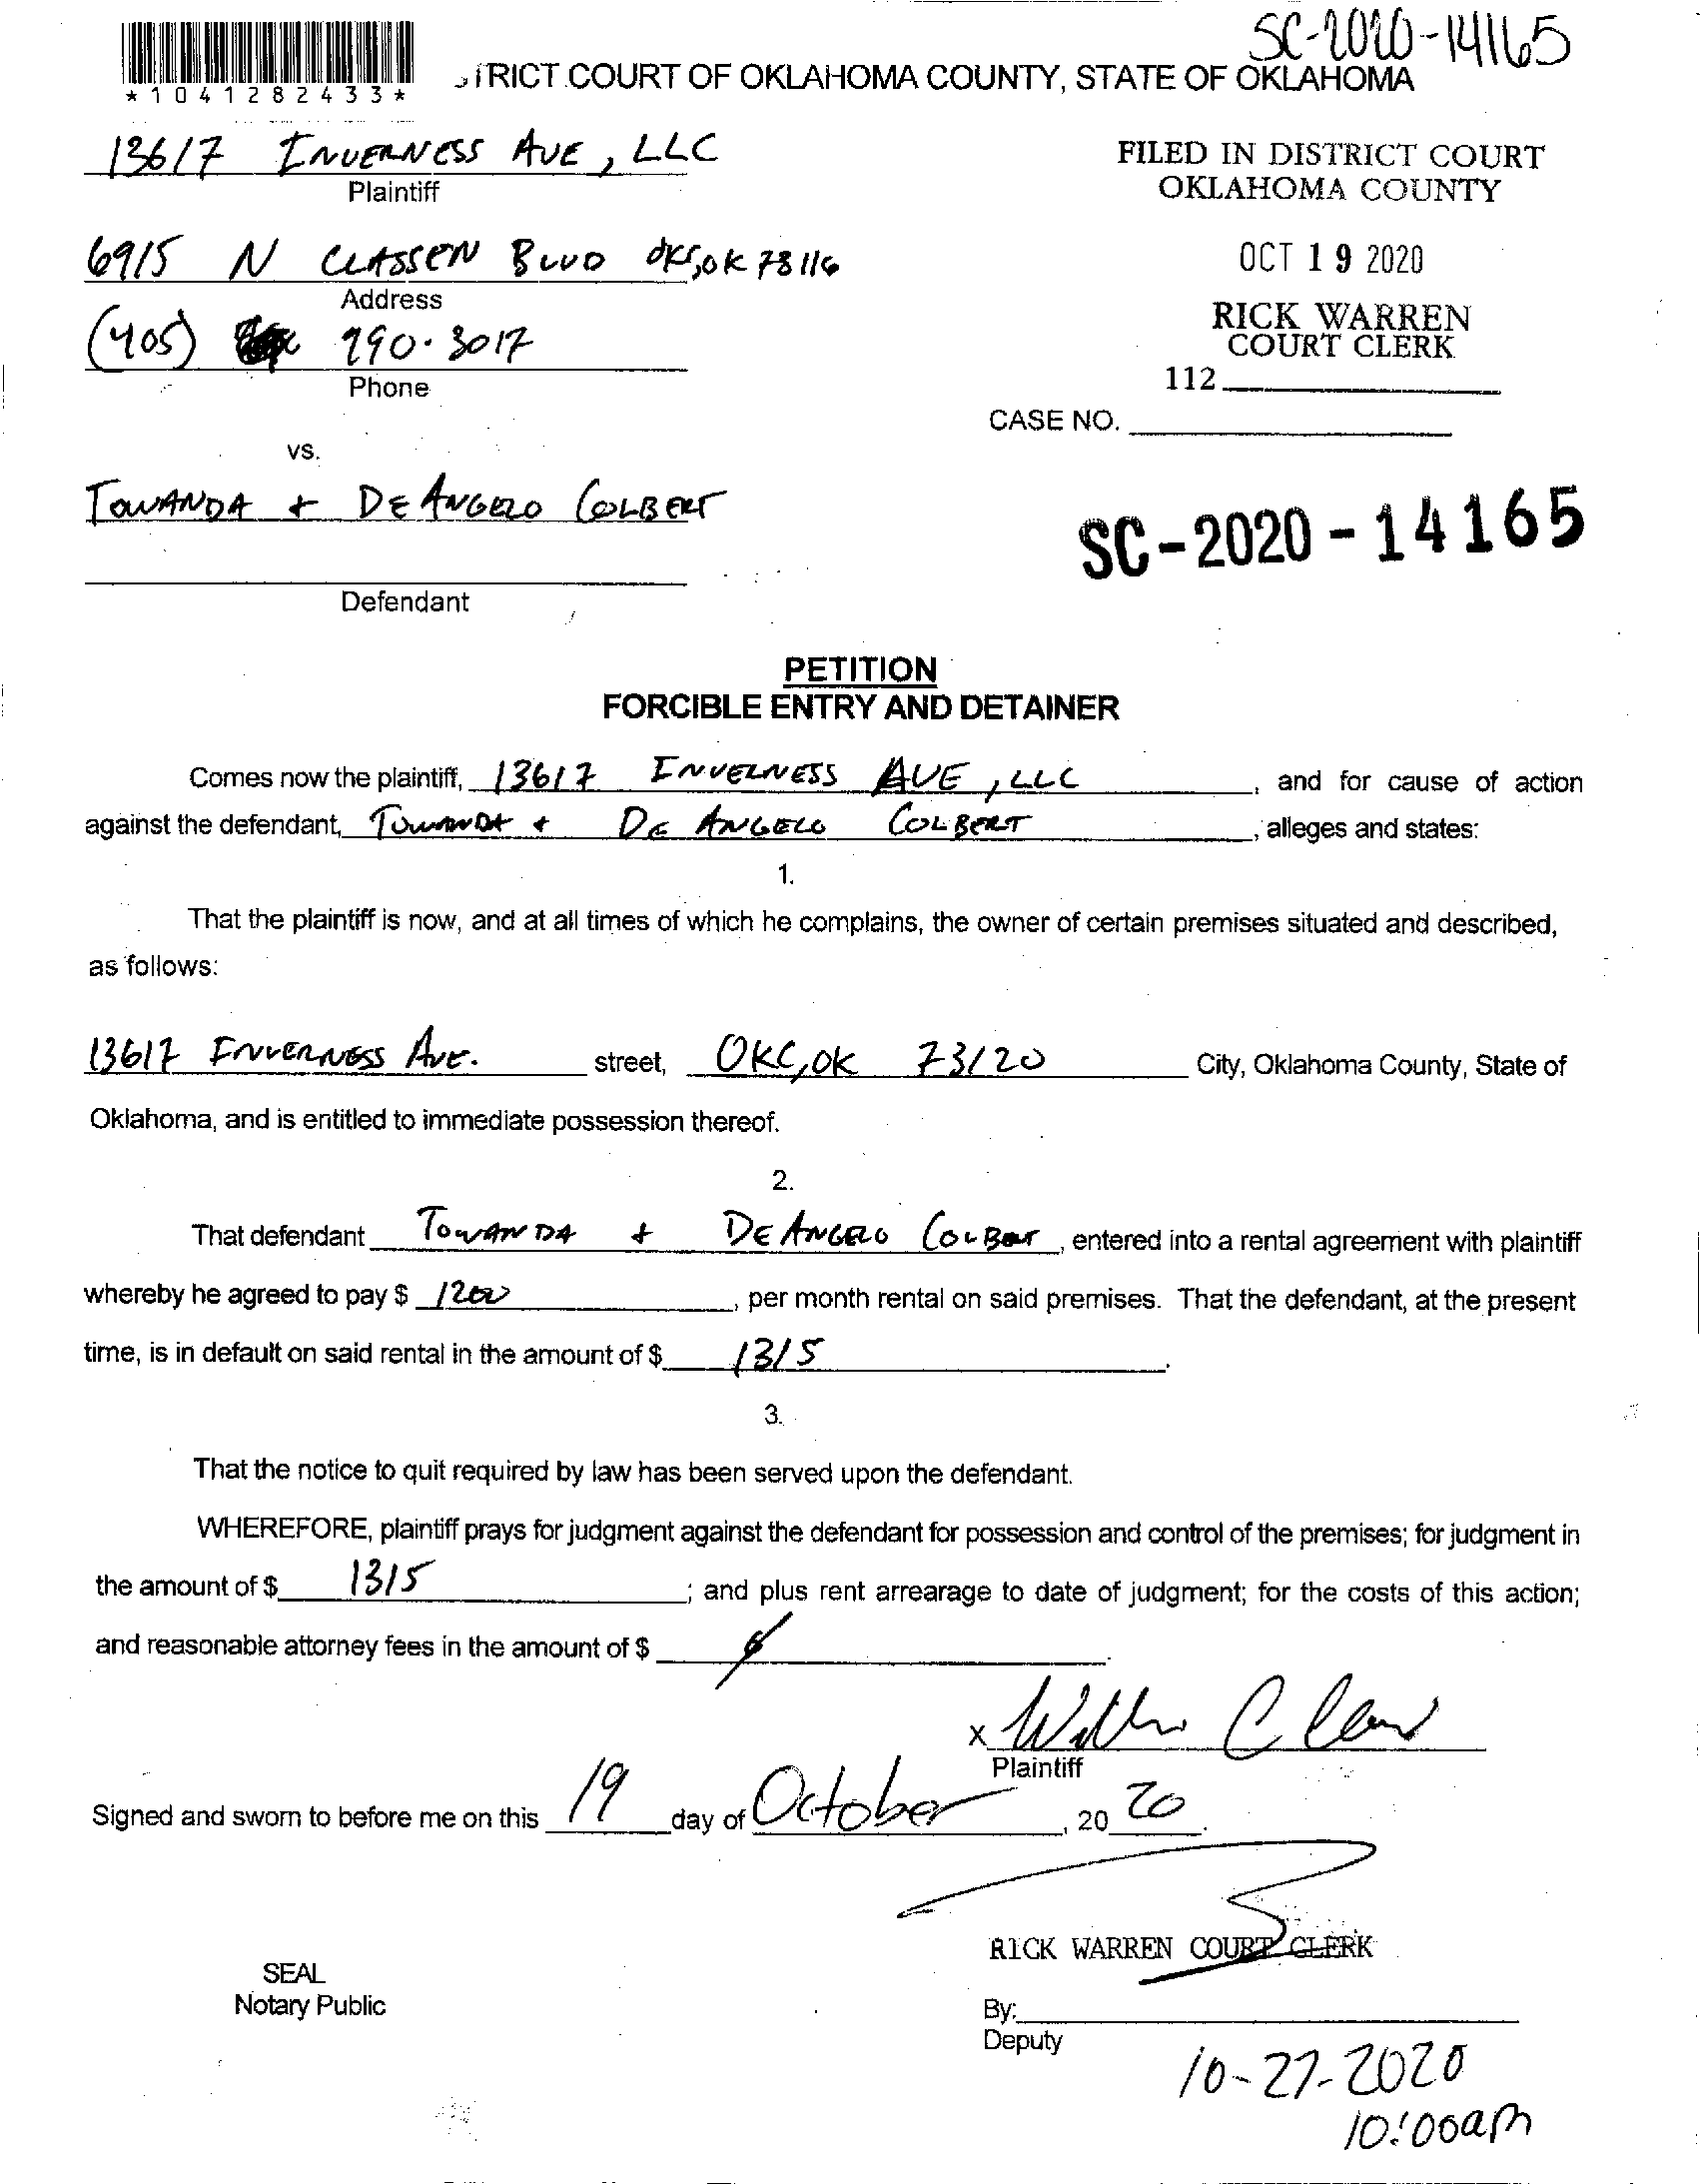 SC-2020-14165
*1041282433*
TRICT COURT OF OKLAHOMA COUNTY, STATE OF OKLAHOMA
13617 INVERNESS AVE, LLC
Plaintiff
FILED IN DISTRICT COURT
OKLAHOMA COUNTY
6915 N CLASSEN BLVD OKC, OK 73116
Address
OCT 19 2020
(405) 990-3017
Phone
RICK WARREN
COURT CLERK
112
CASE NO.
vs.
TOWANDA + DE ANGELO COLBERT
SC-2020-14165
Defendant
PETITION
FORCIBLE ENTRY AND DETAINER
Comes now the plaintiff, 13617 INVERNESS AVE, LLC, and for cause of action
against the defendant, TOWANDA + DE ANGELO COLBERT, alleges and states:
1.
That the plaintiff is now, and at all times of which he complains, the owner of certain premises situated and described,
as follows:
13617 INVERNESS AVE. street, OKC, OK 73120 City, Oklahoma County, State of
Oklahoma, and is entitled to immediate possession thereof.
2.
That defendant TOWANDA + DE ANGELO COLBERT, entered into a rental agreement with plaintiff
whereby he agreed to pay $ 1200, per month rental on said premises. That the defendant, at the present
time, is in default on said rental in the amount of $ 1315.
3.
That the notice to quit required by law has been served upon the defendant.
WHEREFORE, plaintiff prays for judgment against the defendant for possession and control of the premises; for judgment in
the amount of $ 1315; and plus rent arrearage to date of judgment; for the costs of this action;
and reasonable attorney fees in the amount of $
x
Plaintiff
Signed and sworn to before me on this 19 day of October, 20 20.
RICK WARREN COURT CLERK
SEAL
Notary Public
By:
Deputy
10-27-2020
10:00am